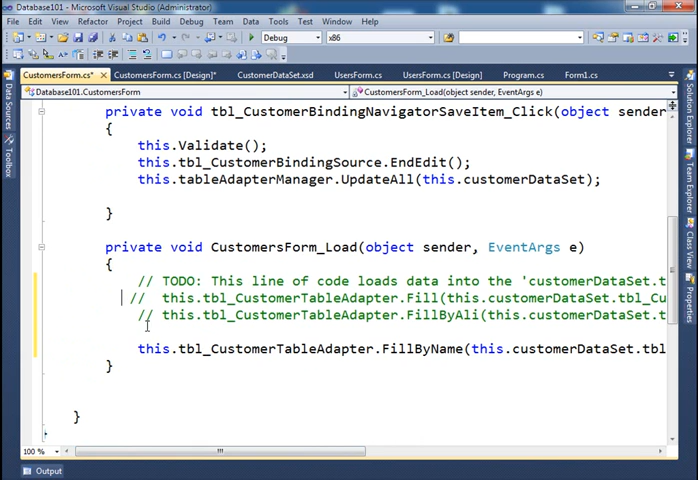 Database101 - Microsoft Visual Studio (Administrator)
File Edit View Refactor Project Build Debug Team Data Tools Architecture Test Analyze Window Help
Debug x86
CustomersForm.cs* CustomersForm.cs [Design]* CustomerDataSet.xsd UsersForm.cs UsersForm.cs [Design] Program.cs Form1.cs
Database101.CustomersForm CustomersForm_Load(object sender, EventArgs e)
private void tbl_CustomerBindingNavigatorSaveItem_Click(object sender
{
this.Validate();
this.tbl_CustomerBindingSource.EndEdit();
this.tableAdapterManager.UpdateAll(this.customerDataSet);
}
private void CustomersForm_Load(object sender, EventArgs e)
{
// TODO: This line of code loads data into the 'customerDataSet.t
// this.tbl_CustomerTableAdapter.Fill(this.customerDataSet.tbl_Cu
// this.tbl_CustomerTableAdapter.FillByAli(this.customerDataSet.t
this.tbl_CustomerTableAdapter.FillByName(this.customerDataSet.tbl
}
}
100 %
Output
Data Sources
Toolbox
Solution Explorer
Team Explorer
Class View
Properties